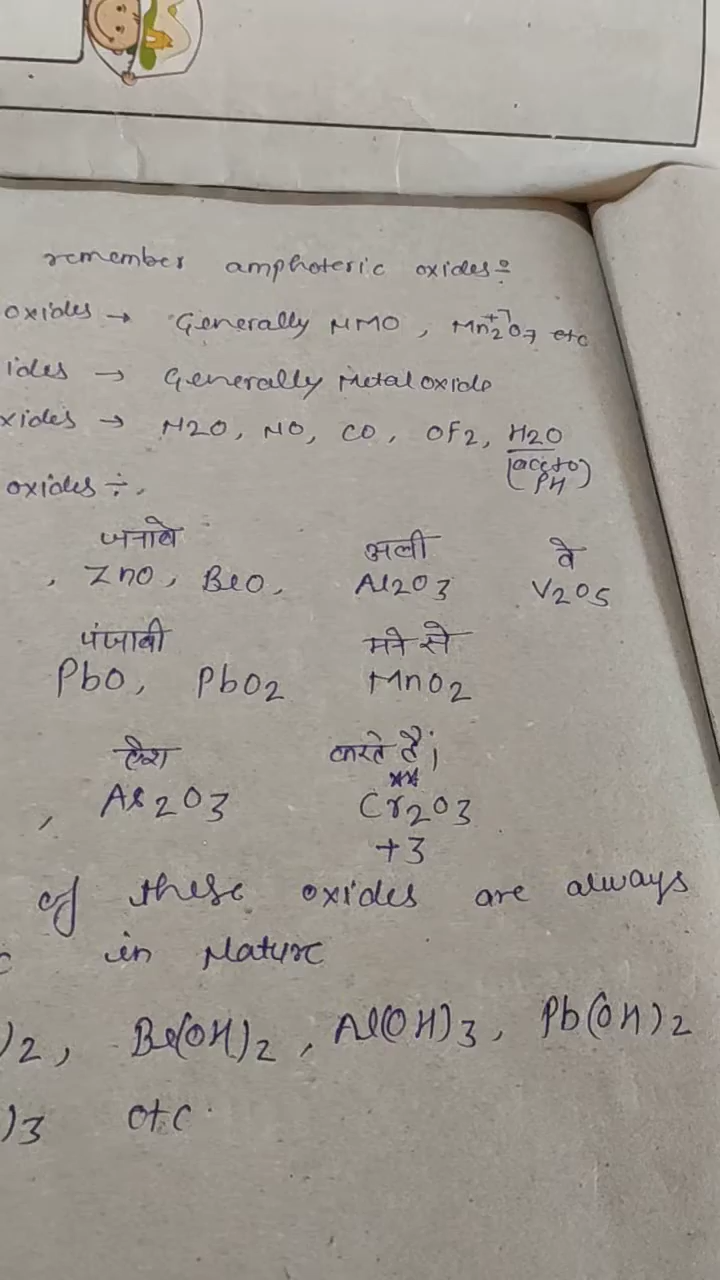 remember amphoteric oxides:
oxides → Generally NMO, Mn2+7O7 etc
ides → Generally Metal oxide
xides → N2O, NO, CO, OF2, H2O
oxides ÷
जनाबे अली वे
, ZnO, BeO, Al2O3 V2O5
पंजाबी मने से
PbO, PbO2 MnO2
ऐश करते हैं।
**
, As2O3 Cr2O3
+3
of these oxides are always
c in Nature
)2, Be(OH)2, Al(OH)3, Pb(OH)2
)3 etc